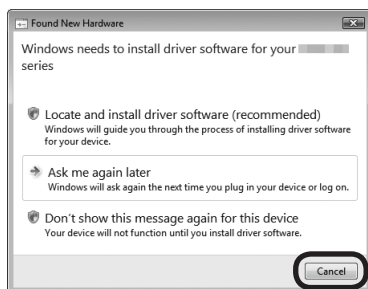 Found New Hardware
Windows needs to install driver software for your
series
Locate and install driver software (recommended)
Windows will guide you through the process of installing driver software
for your device.
Ask me again later
Windows will ask again the next time you plug in your device or log on.
Don't show this message again for this device
Your device will not function until you install driver software.
Cancel